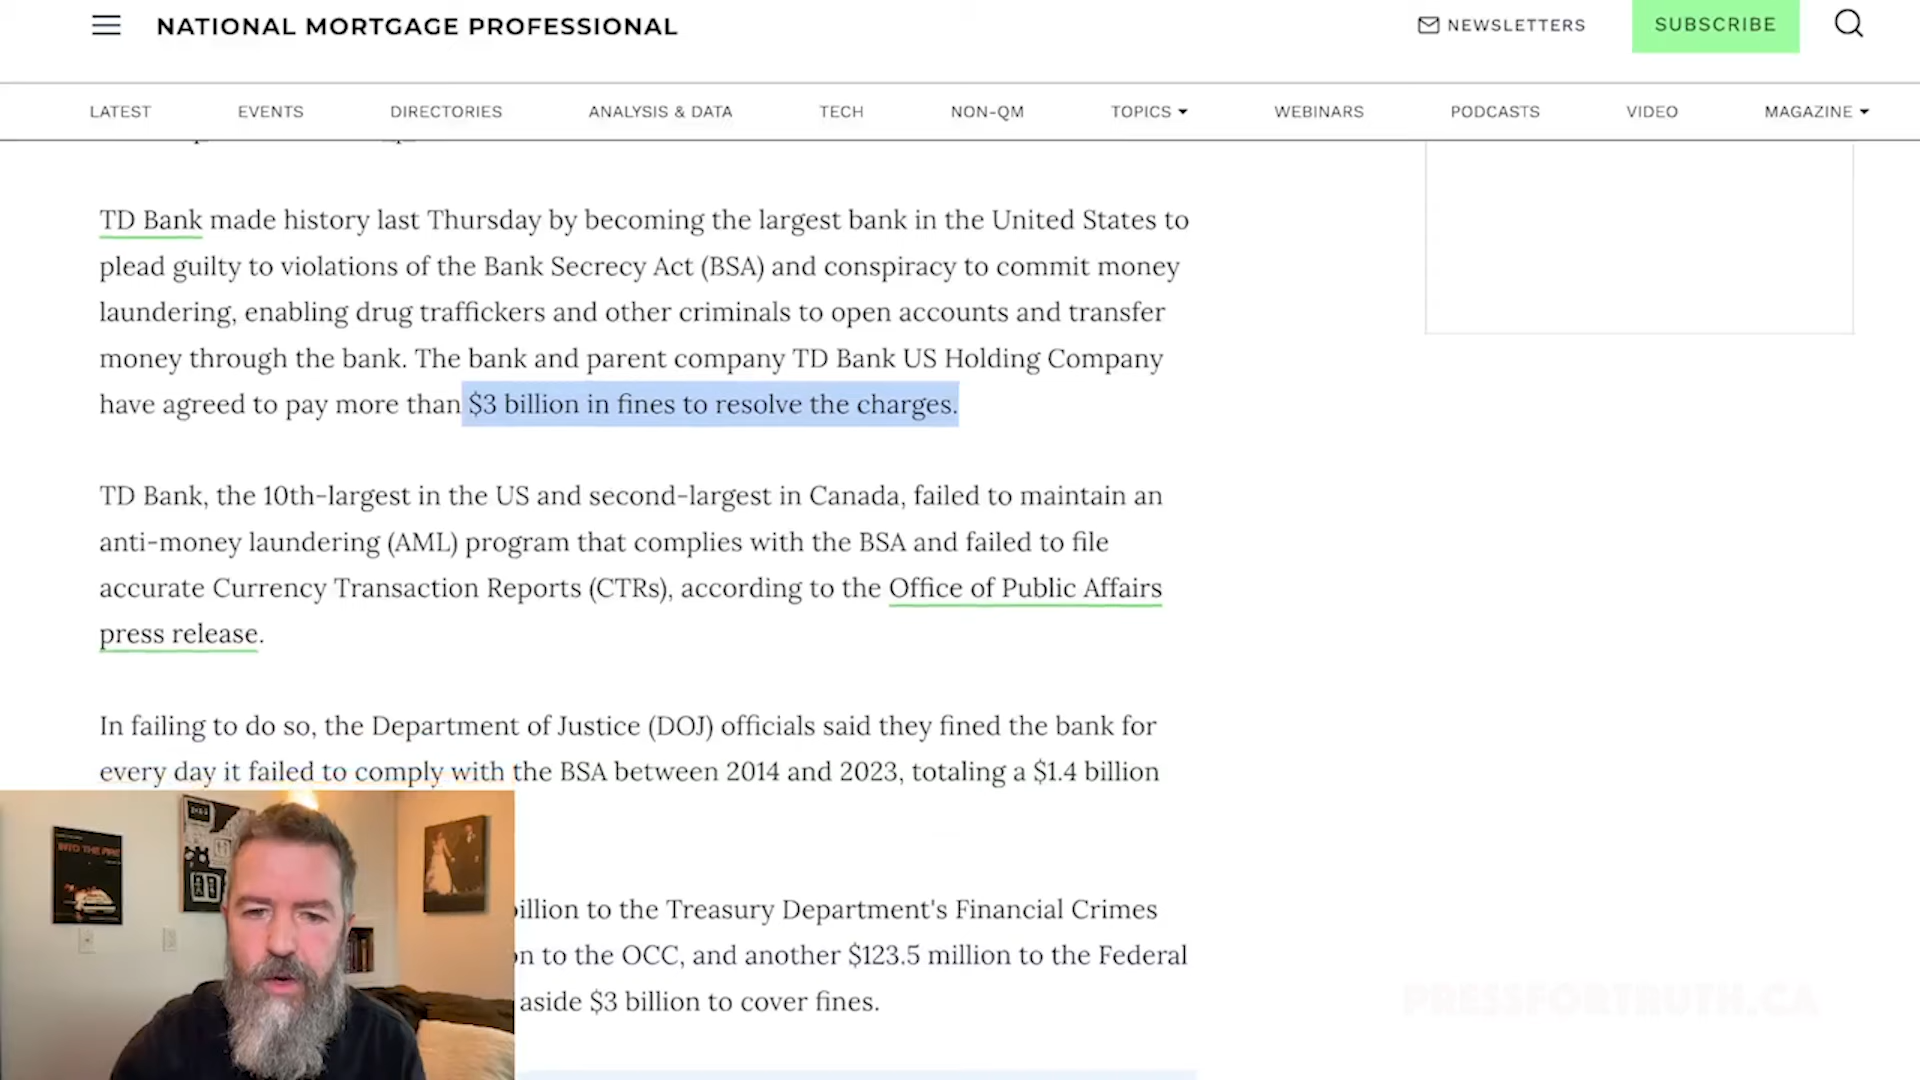 NATIONAL MORTGAGE PROFESSIONAL
NEWSLETTERS
SUBSCRIBE
LATEST
EVENTS
DIRECTORIES
ANALYSIS & DATA
TECH
NON-QM
TOPICS
WEBINARS
PODCASTS
VIDEO
MAGAZINE
TD Bank made history last Thursday by becoming the largest bank in the United States to
plead guilty to violations of the Bank Secrecy Act (BSA) and conspiracy to commit money
laundering, enabling drug traffickers and other criminals to open accounts and transfer
money through the bank. The bank and parent company TD Bank US Holding Company
have agreed to pay more than $3 billion in fines to resolve the charges.
TD Bank, the 10th-largest in the US and second-largest in Canada, failed to maintain an
anti-money laundering (AML) program that complies with the BSA and failed to file
accurate Currency Transaction Reports (CTRs), according to the Office of Public Affairs
press release.
In failing to do so, the Department of Justice (DOJ) officials said they fined the bank for
every day it failed to comply with the BSA between 2014 and 2023, totaling a $1.4 billion
to the Treasury Department's Financial Crimes
to the OCC, and another $123.5 million to the Federal
aside $3 billion to cover fines.
INTO THE FIRE
PRESSFORTRUTH.CA